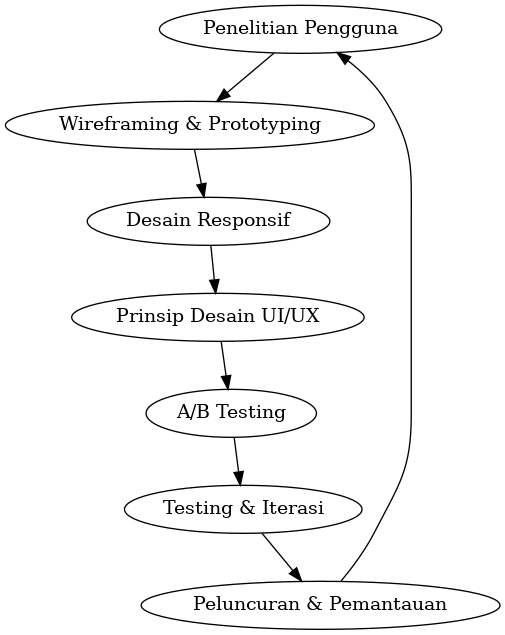 Penelitian Pengguna
Wireframing & Prototyping
Desain Responsif
Prinsip Desain UI/UX
A/B Testing
Testing & Iterasi
Peluncuran & Pemantauan